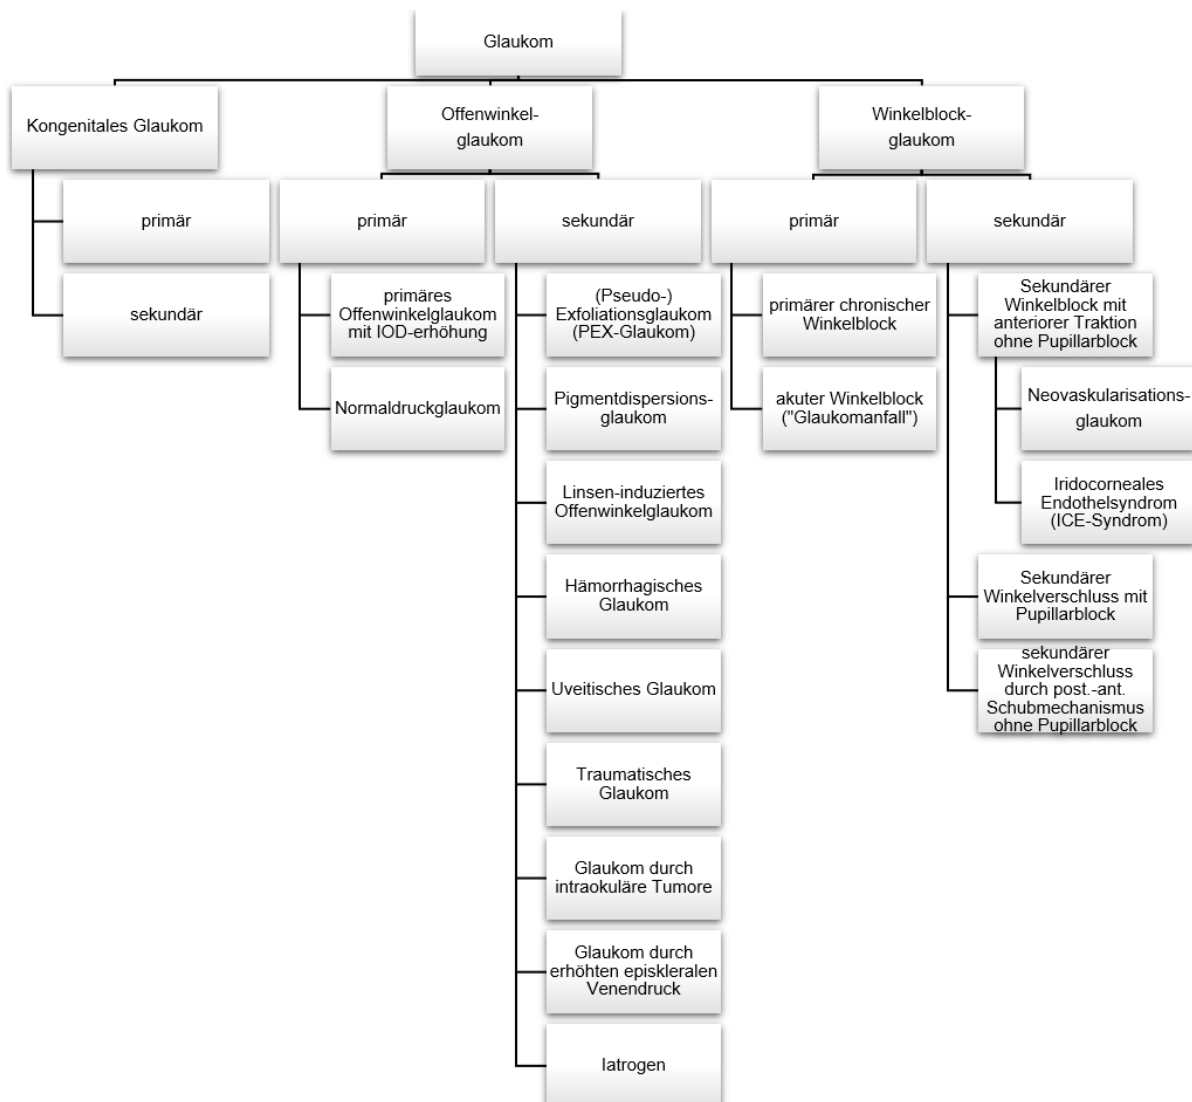 Glaukom
Kongenitales Glaukom
Offenwinkel-
glaukom
Winkelblock-
glaukom
primär
sekundär
primär
sekundär
primär
sekundär
primäres
Offenwinkelglaukom
mit IOD-erhöhung
Normaldruckglaukom
(Pseudo-)
Exfoliationsglaukom
(PEX-Glaukom)
Pigmentdispersions-
glaukom
Linsen-induziertes
Offenwinkelglaukom
Hämorrhagisches
Glaukom
Uveitisches Glaukom
Traumatisches
Glaukom
Glaukom durch
intraokuläre Tumore
Glaukom durch
erhöhten episkleralen
Venendruck
Iatrogen
primärer chronischer
Winkelblock
akuter Winkelblock
("Glaukomanfall")
Sekundärer
Winkelblock mit
anteriorer Traktion
ohne Pupillarblock
Neovaskularisations-
glaukom
Iridocorneales
Endothelsyndrom
(ICE-Syndrom)
Sekundärer
Winkelverschluss mit
Pupillarblock
sekundärer
Winkelverschluss
durch post.-ant.
Schubmechanismus
ohne Pupillarblock